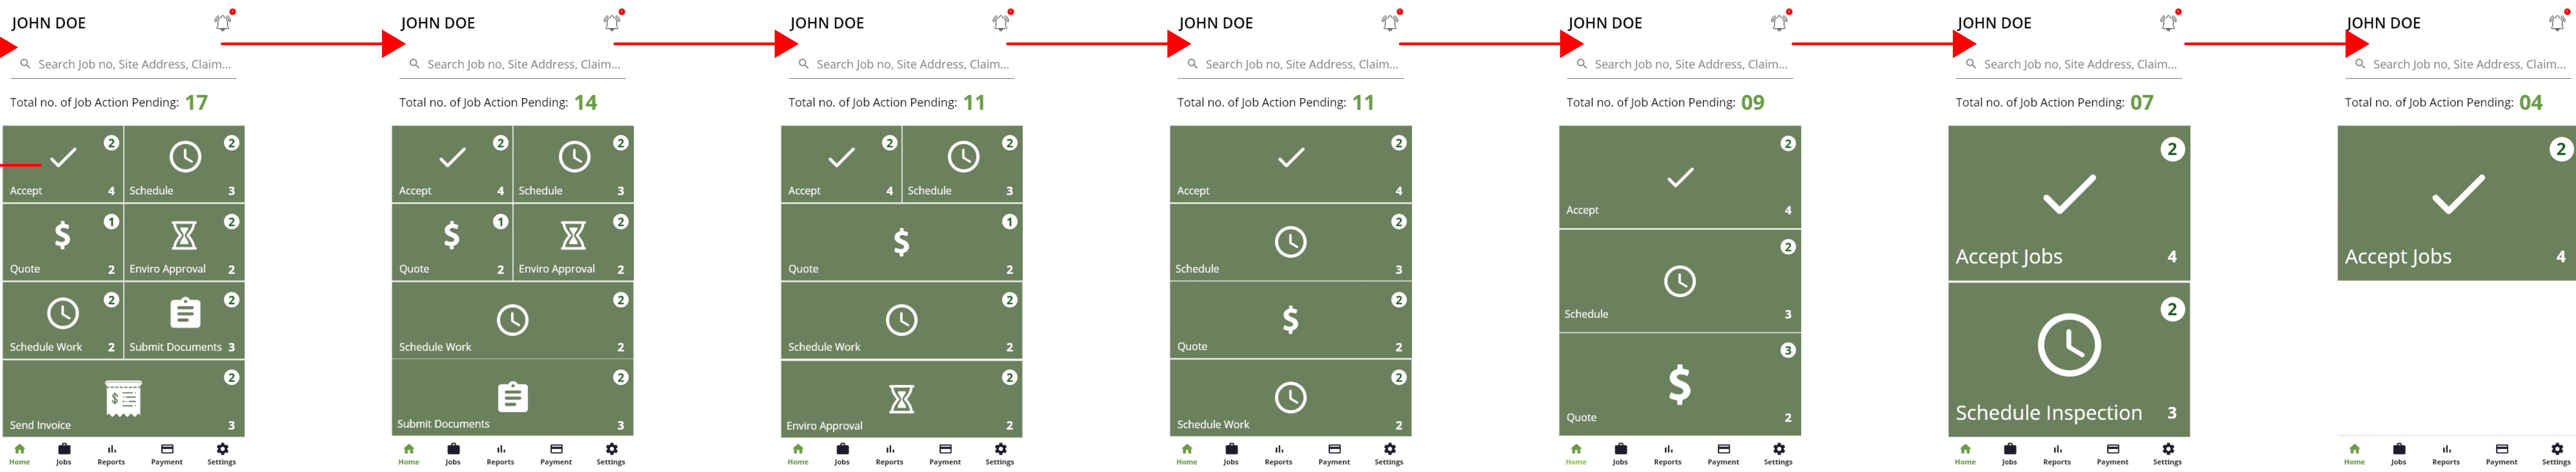 JOHN DOE
Search Job no, Site Address, Claim...
Total no. of Job Action Pending: 17
2 2
Accept 4 Schedule 3
1 2
Quote 2 Enviro Approval 2
2 2
Schedule Work 2 Submit Documents 3
2
Send Invoice 3
Home Jobs Reports Payment Settings
JOHN DOE
Search Job no, Site Address, Claim...
Total no. of Job Action Pending: 14
2 2
Accept 4 Schedule 3
1 2
Quote 2 Enviro Approval 2
2
Schedule Work 2
2
Submit Documents 3
Home Jobs Reports Payment Settings
JOHN DOE
Search Job no, Site Address, Claim...
Total no. of Job Action Pending: 11
2 2
Accept 4 Schedule 3
1
Quote 2
2
Schedule Work 2
2
Enviro Approval 2
Home Jobs Reports Payment Settings
JOHN DOE
Search Job no, Site Address, Claim...
Total no. of Job Action Pending: 11
2
Accept 4
2
Schedule 3
2
Quote 2
2
Schedule Work 2
Home Jobs Reports Payment Settings
JOHN DOE
Search Job no, Site Address, Claim...
Total no. of Job Action Pending: 09
2
Accept 4
2
Schedule 3
3
Quote 2
Home Jobs Reports Payment Settings
JOHN DOE
Search Job no, Site Address, Claim...
Total no. of Job Action Pending: 07
2
Accept Jobs 4
2
Schedule Inspection 3
Home Jobs Reports Payment Settings
JOHN DOE
Search Job no, Site Address, Claim...
Total no. of Job Action Pending: 04
2
Accept Jobs 4
Home Jobs Reports Payment Settings